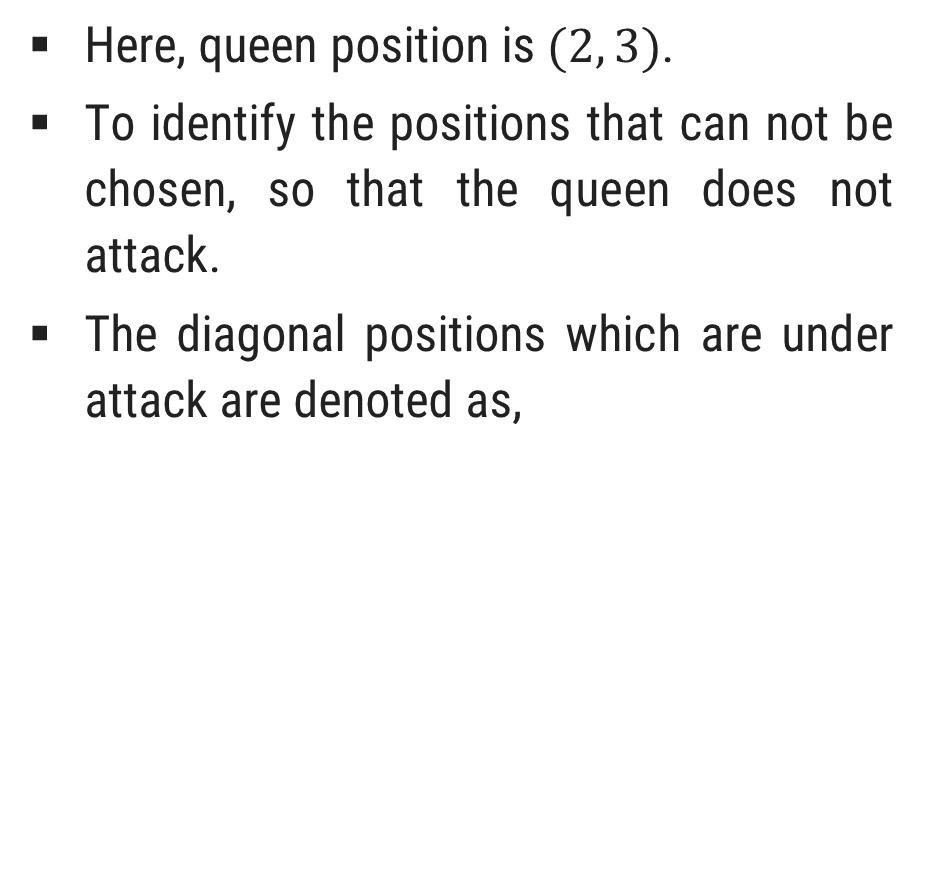 ▪ Here, queen position is (2, 3).
▪ To identify the positions that can not be
chosen, so that the queen does not
attack.
▪ The diagonal positions which are under
attack are denoted as,